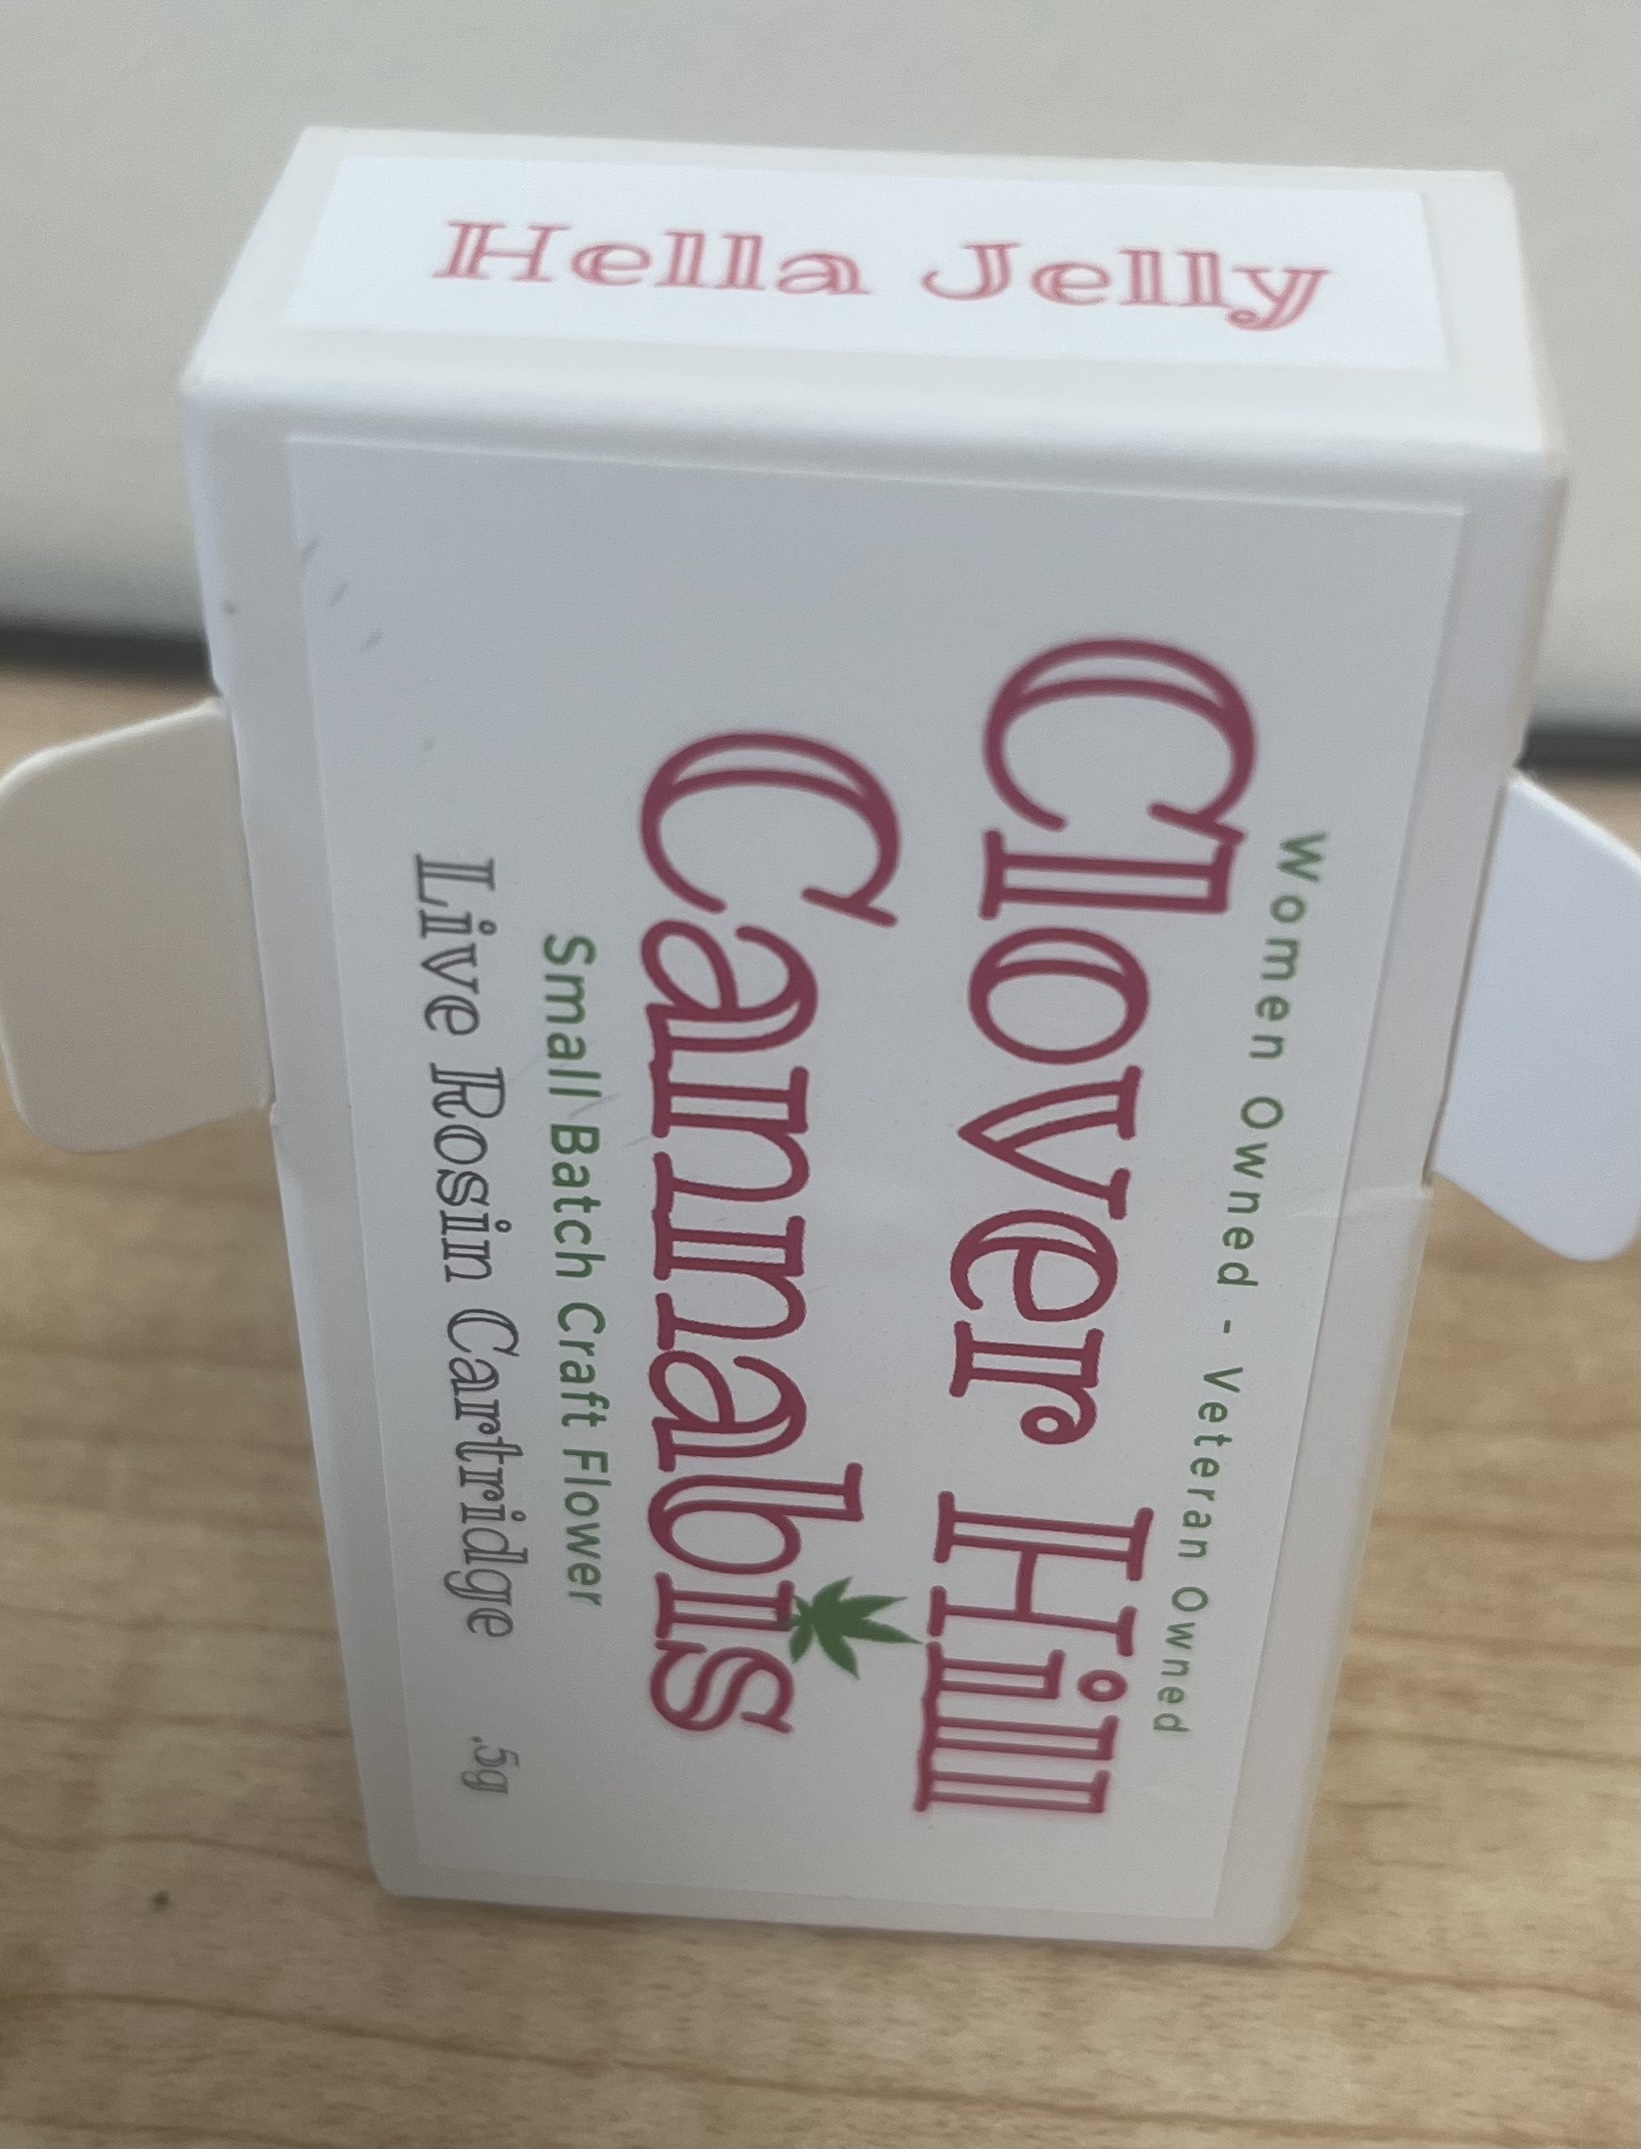 Hella Jelly
Women Owned - Veteran Owned
Clover Hill
Cannabis
Small Batch Craft Flower
Live Rosin Cartridge .5g